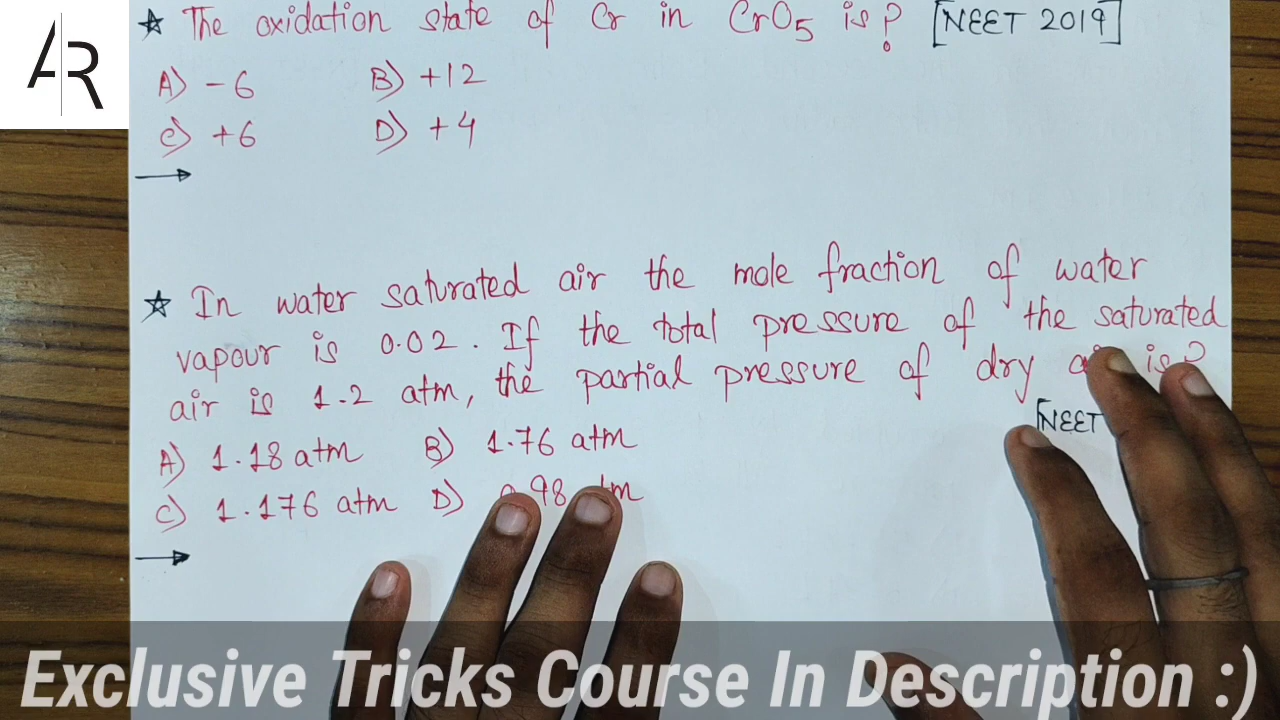 AR
★ The oxidation state of Cr in CrO5 is? [NEET 2019]
A) -6 B) +12
C) +6 D) +4
★ In water saturated air the mole fraction of water
vapour is 0.02. If the total pressure of the saturated
air is 1.2 atm, the partial pressure of dry is?
[NEET
A) 1.18 atm B) 1.76 atm
C) 1.176 atm D) 98
Exclusive Tricks Course In Description :)